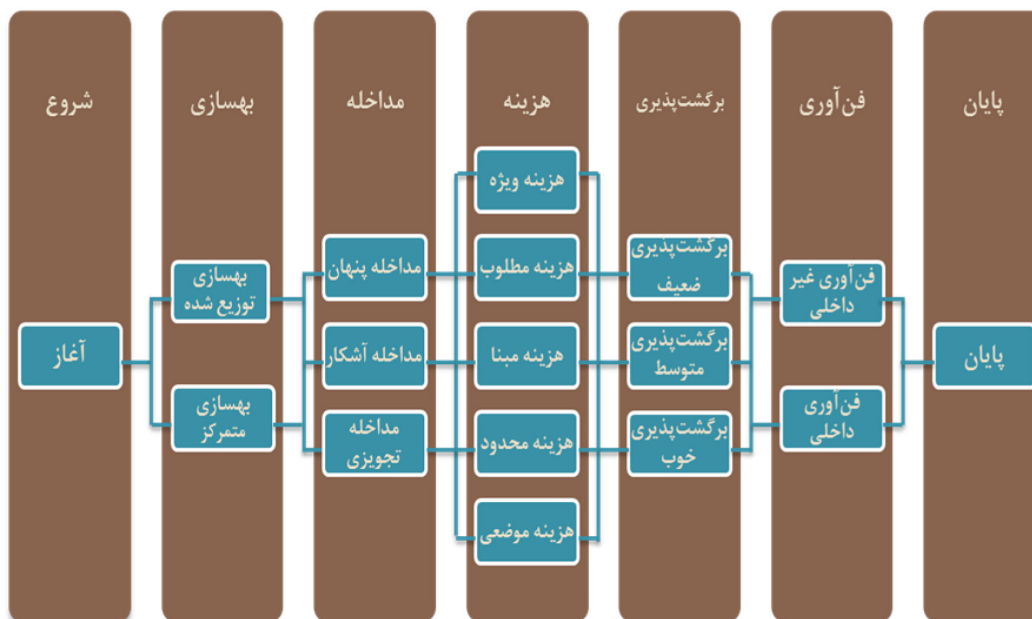 شروع
بهسازی
مداخله
هزینه
برگشت‌پذیری
فن‌آوری
پایان
آغاز
بهسازی
توزیع شده
بهسازی
متمرکز
مداخله پنهان
مداخله آشکار
مداخله
تجویزی
هزینه ویژه
هزینه مطلوب
هزینه مبنا
هزینه محدود
هزینه موضعی
برگشت‌پذیری
ضعیف
برگشت‌پذیری
متوسط
برگشت‌پذیری
خوب
فن‌آوری غیر
داخلی
فن‌آوری
داخلی
پایان